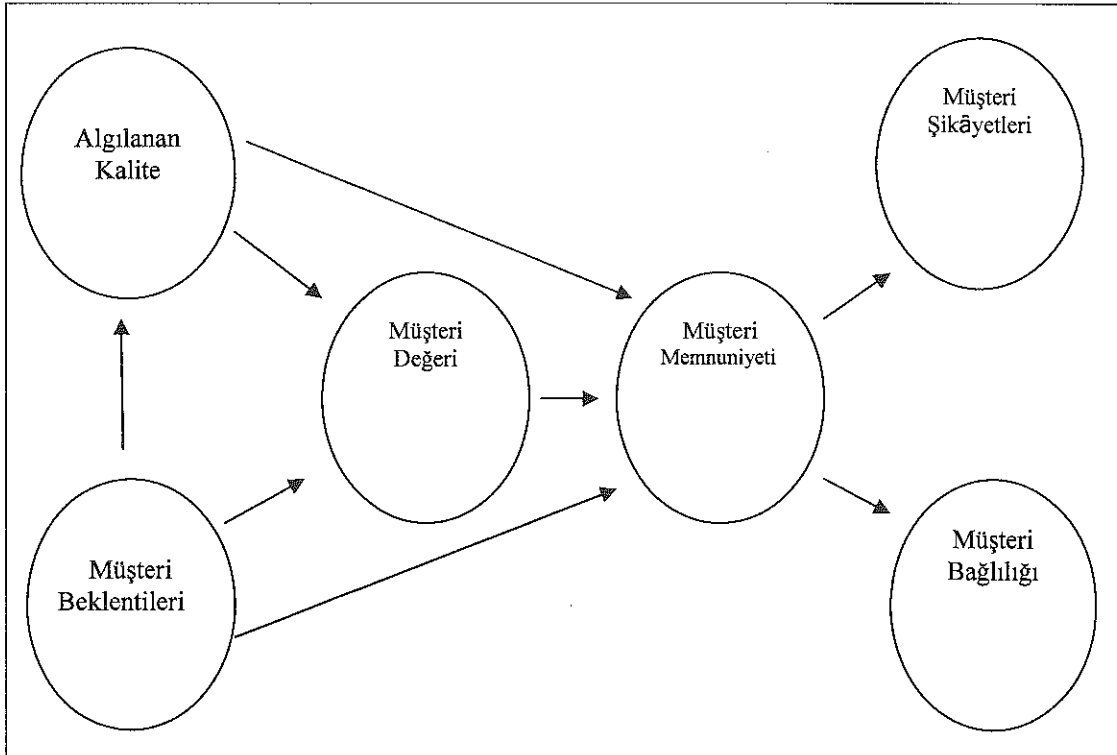 Algılanan
Kalite
Müşteri
Şikâyetleri
Müşteri
Değeri
Müşteri
Memnuniyeti
Müşteri
Beklentileri
Müşteri
Bağlılığı